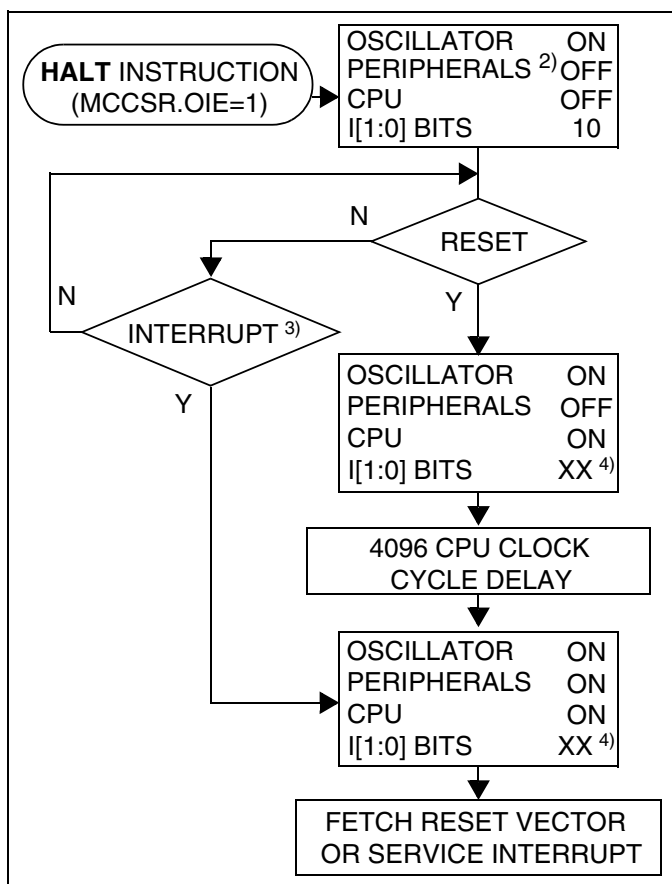 HALT INSTRUCTION
(MCCSR.OIE=1)
OSCILLATOR ON
PERIPHERALS 2) OFF
CPU OFF
I[1:0] BITS 10
N
RESET
N
Y
INTERRUPT 3)
Y
OSCILLATOR ON
PERIPHERALS OFF
CPU ON
I[1:0] BITS XX 4)
4096 CPU CLOCK
CYCLE DELAY
OSCILLATOR ON
PERIPHERALS ON
CPU ON
I[1:0] BITS XX 4)
FETCH RESET VECTOR
OR SERVICE INTERRUPT